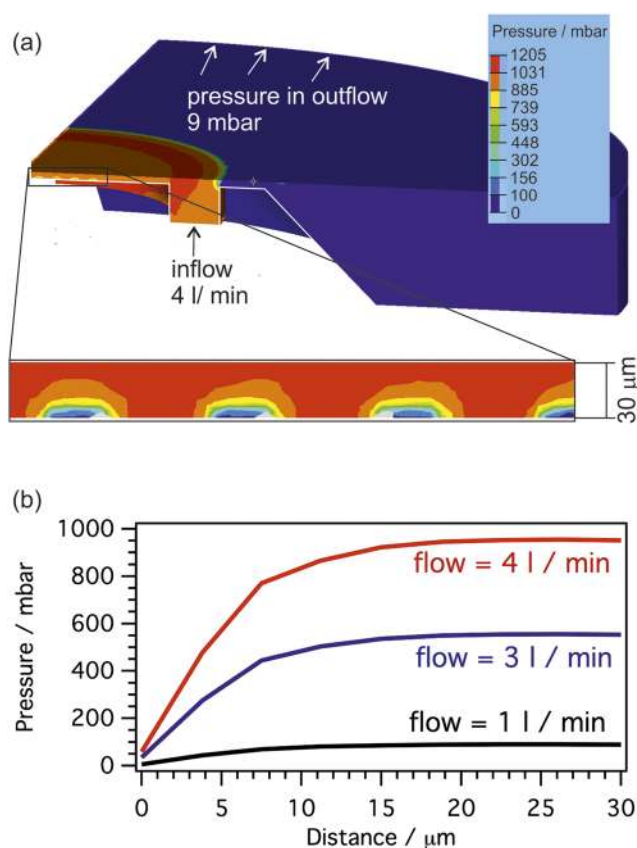 (a)
Pressure / mbar
1205
1031
885
739
593
448
302
156
100
0
pressure in outflow
9 mbar
inflow
4 l/ min
30 μm
(b)
Pressure / mbar
1000
800
600
400
200
0
flow = 4 l / min
flow = 3 l / min
flow = 1 l / min
0 5 10 15 20 25 30
Distance / μm